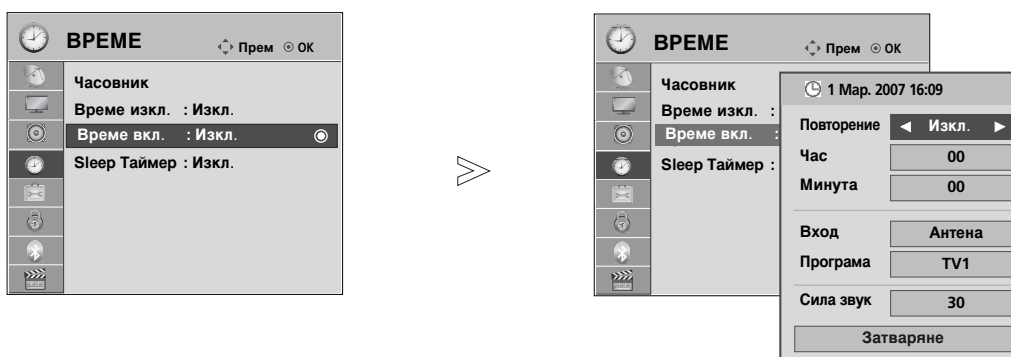 ВРЕМЕ Прем OK
Часовник
Време изкл. : Изкл.
Време вкл. : Изкл.
Sleep Таймер : Изкл.
ВРЕМЕ Прем OK
Часовник
Време изкл. :
Време вкл. :
Sleep Таймер :
1 Мар. 2007 16:09
Повторение ◄ Изкл. ►
Час 00
Минута 00
Вход Антена
Програма TV1
Сила звук 30
Затваряне